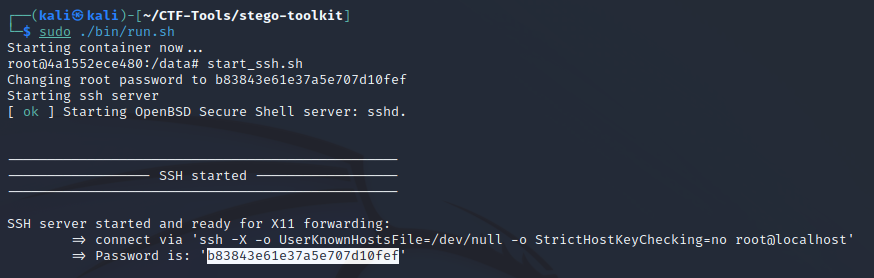 ┌──(kali㉿kali)-[~/CTF-Tools/stego-toolkit]
└─$ sudo ./bin/run.sh
Starting container now...
root@4a1552ece480:/data# start_ssh.sh
Changing root password to b83843e61e37a5e707d10fef
Starting ssh server
[ ok ] Starting OpenBSD Secure Shell server: sshd.
---------------------------------------------------
------------------- SSH started -------------------
---------------------------------------------------
SSH server started and ready for X11 forwarding:
=> connect via 'ssh -X -o UserKnownHostsFile=/dev/null -o StrictHostKeyChecking=no root@localhost'
=> Password is: 'b83843e61e37a5e707d10fef'